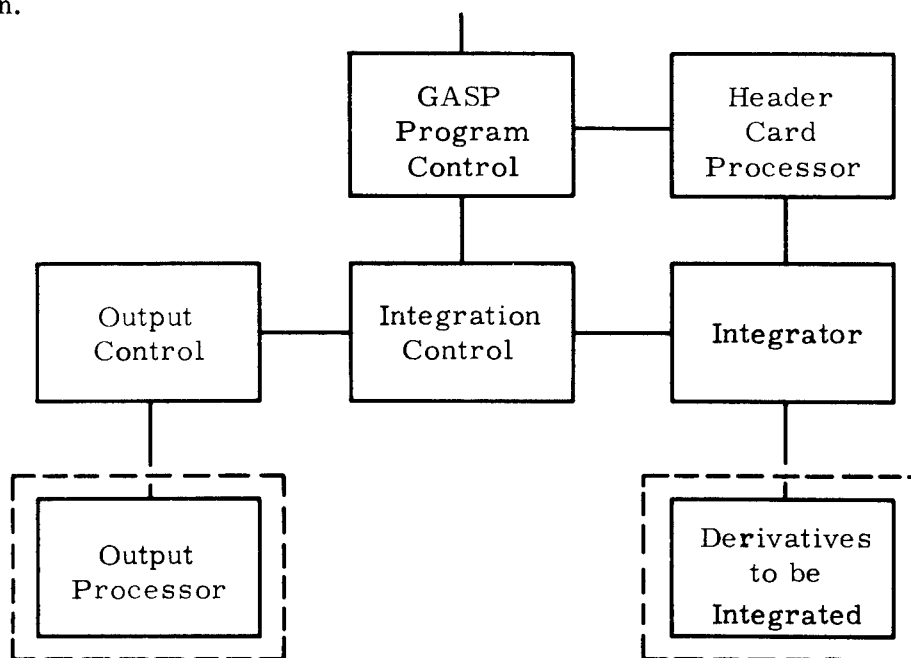 n.
GASP
Program
Control
Header
Card
Processor
Output
Control
Integration
Control
Integrator
Output
Processor
Derivatives
to be
Integrated